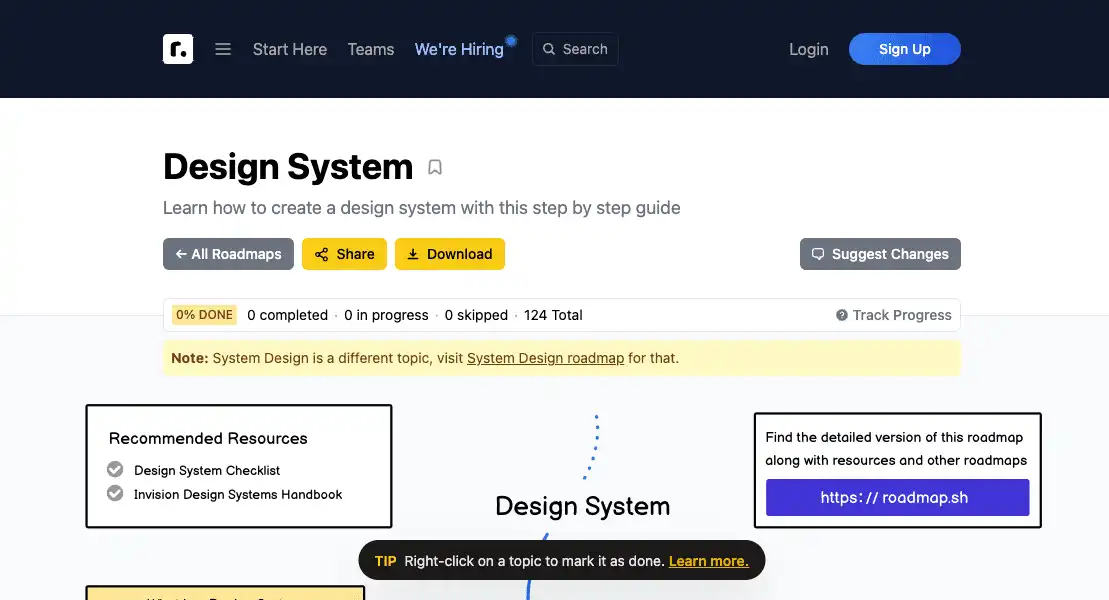 r.
Start Here
Teams
We're Hiring
Search
Login
Sign Up
Design System
Learn how to create a design system with this step by step guide
← All Roadmaps
Share
Download
Suggest Changes
0% DONE 0 completed · 0 in progress · 0 skipped · 124 Total
Track Progress
Note: System Design is a different topic, visit System Design roadmap for that.
Recommended Resources
Design System Checklist
Invision Design Systems Handbook
Find the detailed version of this roadmap
along with resources and other roadmaps
https://roadmap.sh
Design System
TIP Right-click on a topic to mark it as done. Learn more.